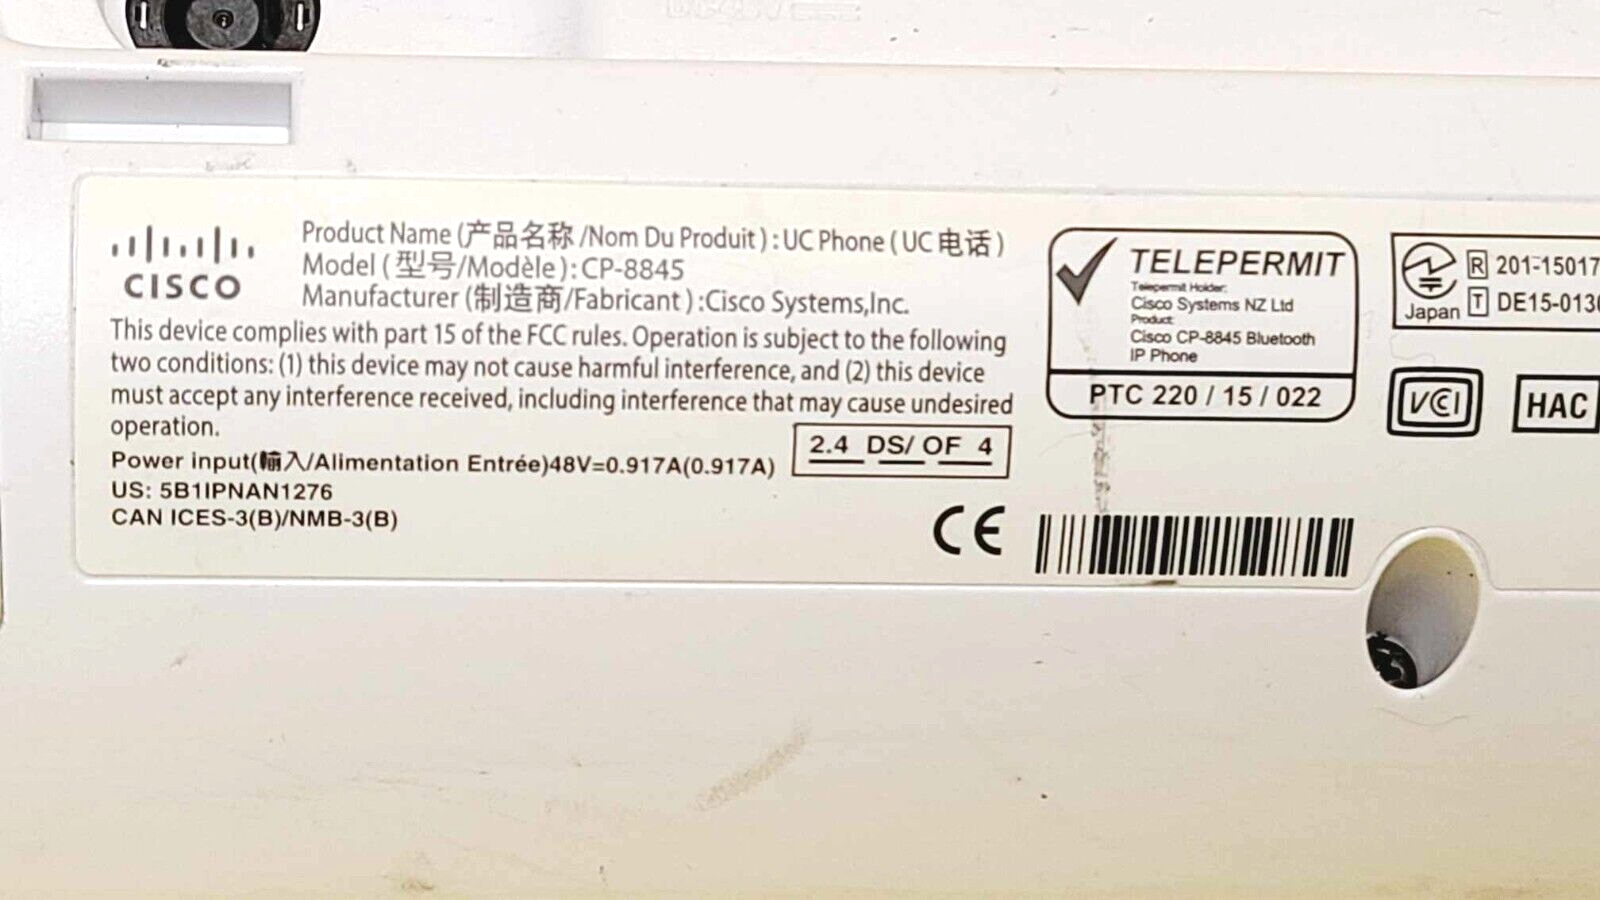 CISCO
Product Name (产品名称 /Nom Du Produit) : UC Phone ( UC 电话 )
Model ( 型号/Modèle) : CP-8845
Manufacturer (制造商/Fabricant ) :Cisco Systems,Inc.
This device complies with part 15 of the FCC rules. Operation is subject to the following
two conditions: (1) this device may not cause harmful interference, and (2) this device
must accept any interference received, including interference that may cause undesired
operation.
Power input(輸入/Alimentation Entrée)48V=0.917A(0.917A)
2.4 DS/ OF 4
US: 5B1IPNAN1276
CAN ICES-3(B)/NMB-3(B)
CE
TELEPERMIT
Telepermit Holder:
Cisco Systems NZ Ltd
Product:
Cisco CP-8845 Bluetooth
IP Phone
PTC 220 / 15 / 022
Japan
R 201-15017
T DE15-013
VCI
HAC